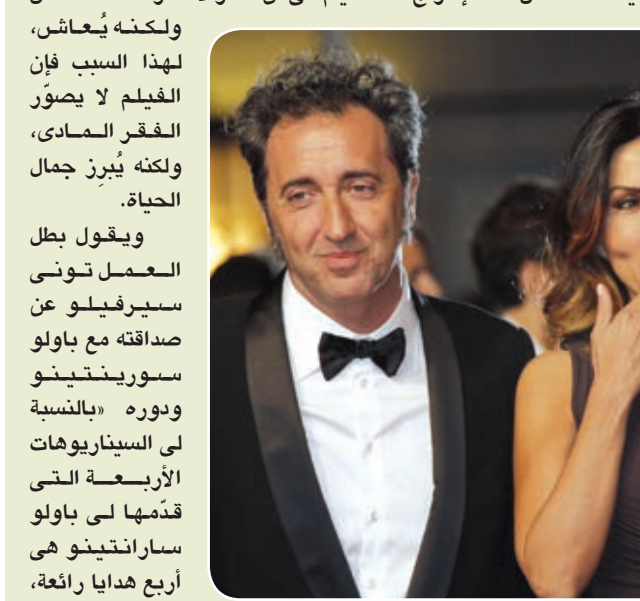 ولكنه يُعاش،
لهذا السبب فإن
الفيلم لا يصوّر
الفقر المادى،
ولكنه يُبرِز جمال
الحياة.
ويقول بطل
العمل تونى
سيرفيلو عن
صداقته مع باولو
سورينتينو
ودوره «بالنسبة
لى السيناريوهات
الأربعة التى
قدّمها لى باولو
سارانتينو هى
أربع هدايا رائعة،